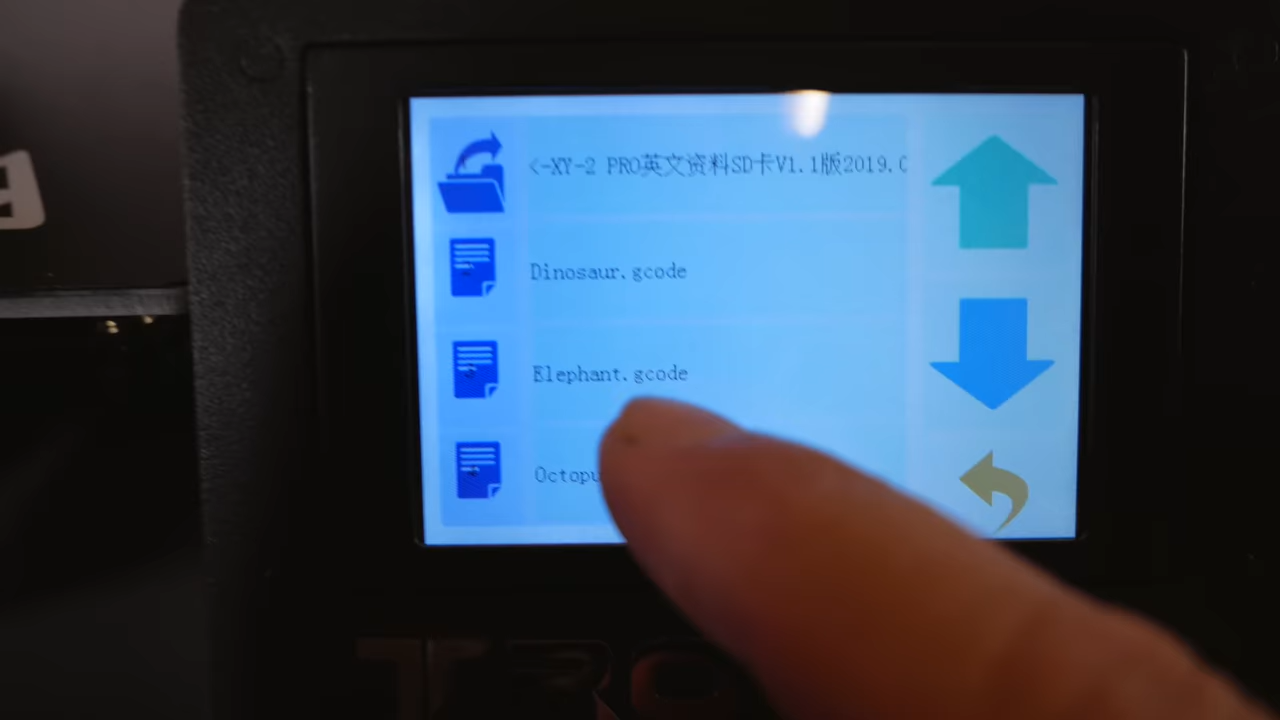 <-XY-2 PRO英文资料SD卡V1.1版2019.0
Dinosaur.gcode
Elephant.gcode
Octopu